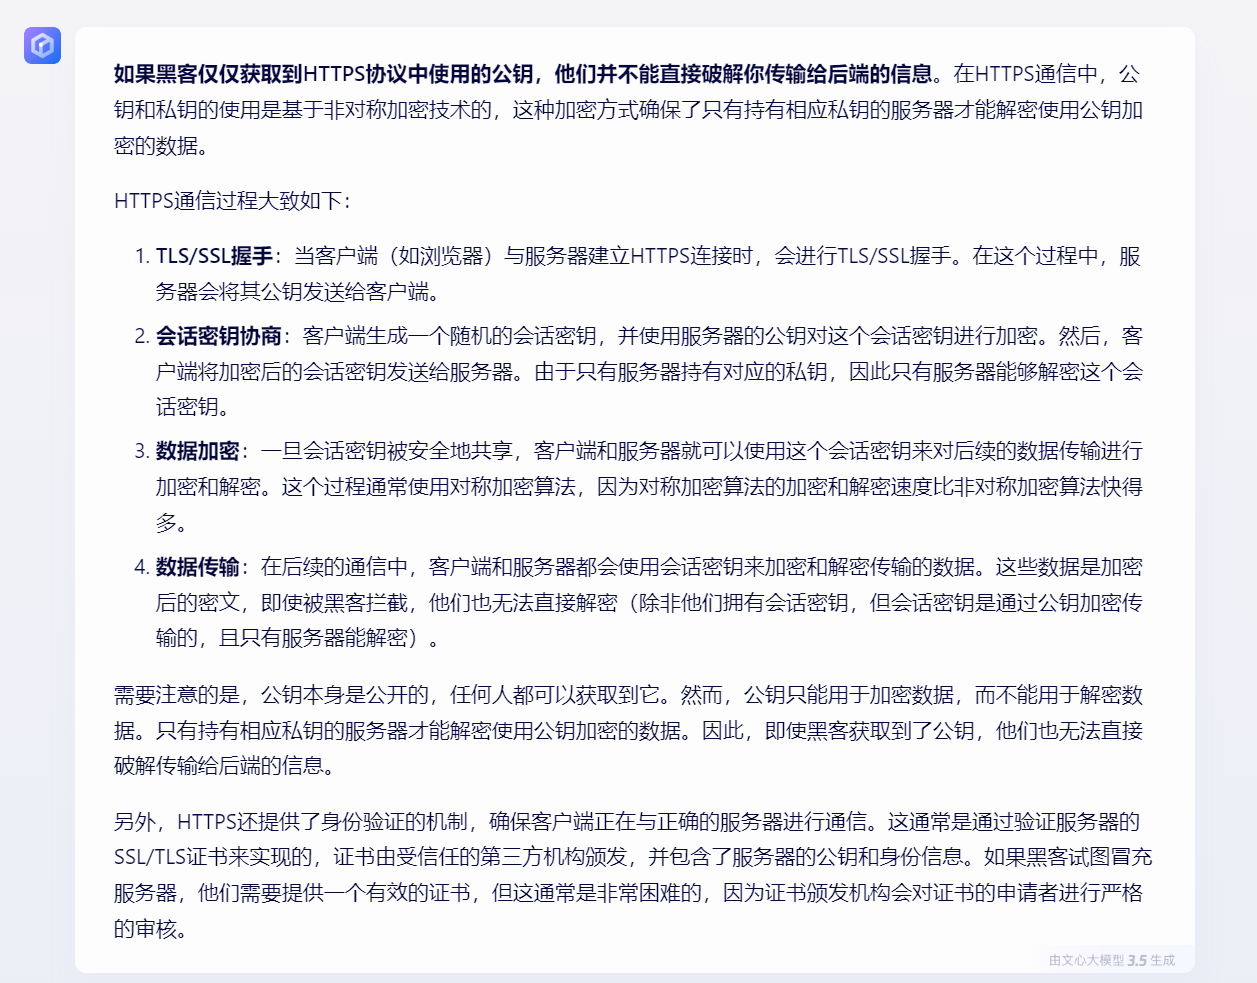 如果黑客仅仅获取到HTTPS协议中使用的公钥，他们并不能直接破解你传输给后端的信息。在HTTPS通信中，公
钥和私钥的使用是基于非对称加密技术的，这种加密方式确保了只有持有相应私钥的服务器才能解密使用公钥加
密的数据。
HTTPS通信过程大致如下：
1. TLS/SSL握手：当客户端（如浏览器）与服务器建立HTTPS连接时，会进行TLS/SSL握手。在这个过程中，服
务器会将其公钥发送给客户端。
2. 会话密钥协商：客户端生成一个随机的会话密钥，并使用服务器的公钥对这个会话密钥进行加密。然后，客
户端将加密后的会话密钥发送给服务器。由于只有服务器持有对应的私钥，因此只有服务器能够解密这个会
话密钥。
3. 数据加密：一旦会话密钥被安全地共享，客户端和服务器就可以使用这个会话密钥来对后续的数据传输进行
加密和解密。这个过程通常使用对称加密算法，因为对称加密算法的加密和解密速度比非对称加密算法快得
多。
4. 数据传输：在后续的通信中，客户端和服务器都会使用会话密钥来加密和解密传输的数据。这些数据是加密
后的密文，即使被黑客拦截，他们也无法直接解密（除非他们拥有会话密钥，但会话密钥是通过公钥加密传
输的，且只有服务器能解密）。
需要注意的是，公钥本身是公开的，任何人都可以获取到它。然而，公钥只能用于加密数据，而不能用于解密数
据。只有持有相应私钥的服务器才能解密使用公钥加密的数据。因此，即使黑客获取到了公钥，他们也无法直接
破解传输给后端的信息。
另外，HTTPS还提供了身份验证的机制，确保客户端正在与正确的服务器进行通信。这通常是通过验证服务器的
SSL/TLS证书来实现的，证书由受信任的第三方机构颁发，并包含了服务器的公钥和身份信息。如果黑客试图冒充
服务器，他们需要提供一个有效的证书，但这通常是非常困难的，因为证书颁发机构会对证书的申请者进行严格
的审核。
由文心大模型 3.5 生成